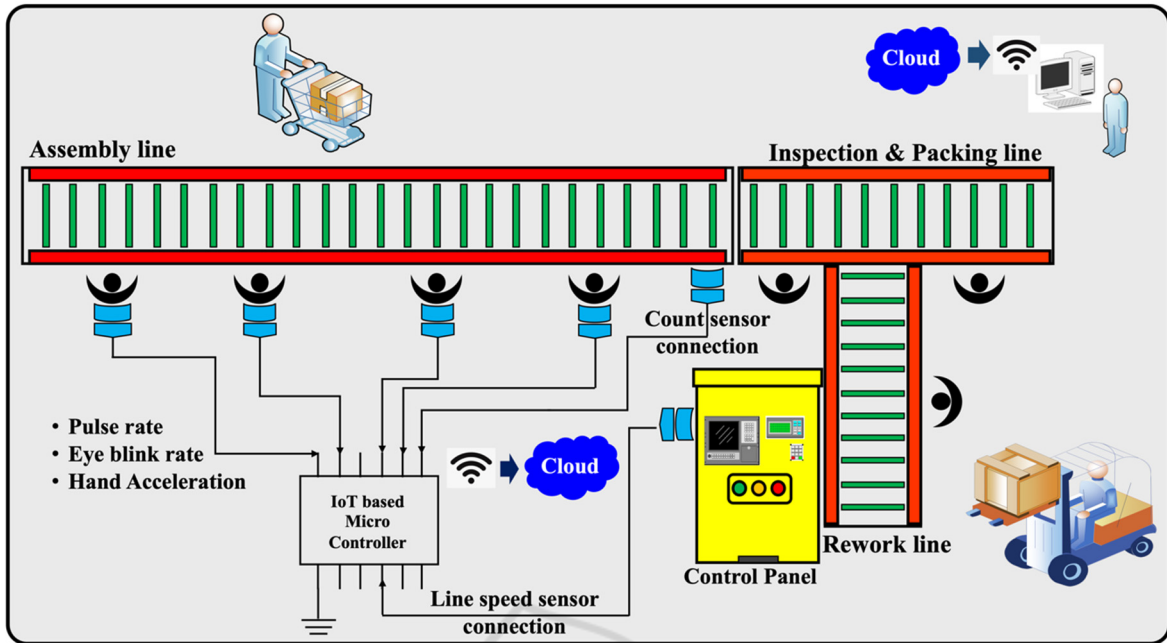 Cloud
Assembly line
Inspection & Packing line
Count sensor
connection
• Pulse rate
• Eye blink rate
• Hand Acceleration
Cloud
IoT based
Micro
Controller
Rework line
Control Panel
Line speed sensor
connection